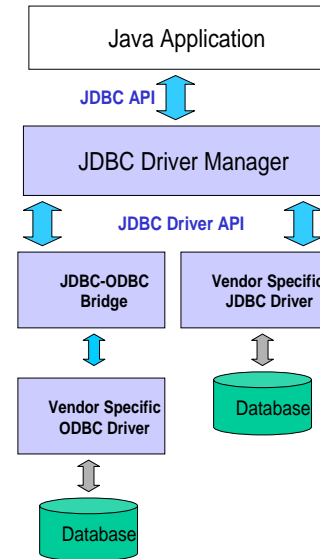 Java Application
JDBC API
JDBC Driver Manager
JDBC Driver API
JDBC-ODBC
Bridge
Vendor Specific
JDBC Driver
Database
Vendor Specific
ODBC Driver
Database